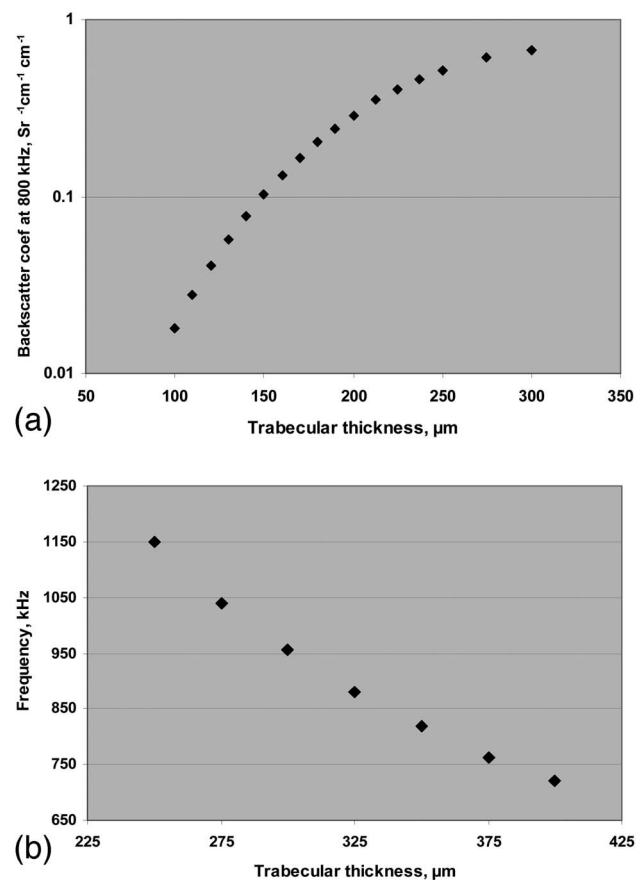 1
0.1
0.01
Backscatter coef at 800 kHz, Sr ⁻¹cm⁻¹ cm⁻¹
50 100 150 200 250 300 350
(a)
Trabecular thickness, µm
1250
1150
1050
950
850
750
650
Frequency, kHz
225 275 325 375 425
(b)
Trabecular thickness, µm